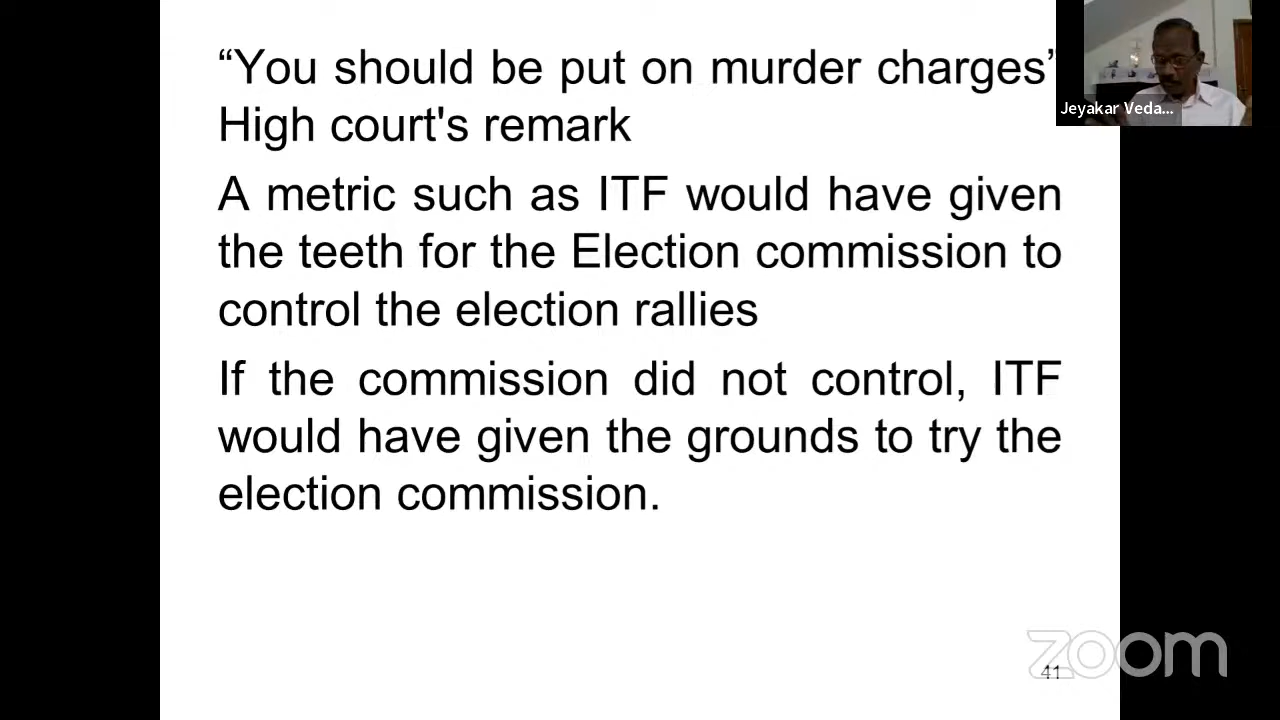 “You should be put on murder charges”
High court's remark
A metric such as ITF would have given
the teeth for the Election commission to
control the election rallies
If the commission did not control, ITF
would have given the grounds to try the
election commission.
Jeyakar Veda...
zoom
41